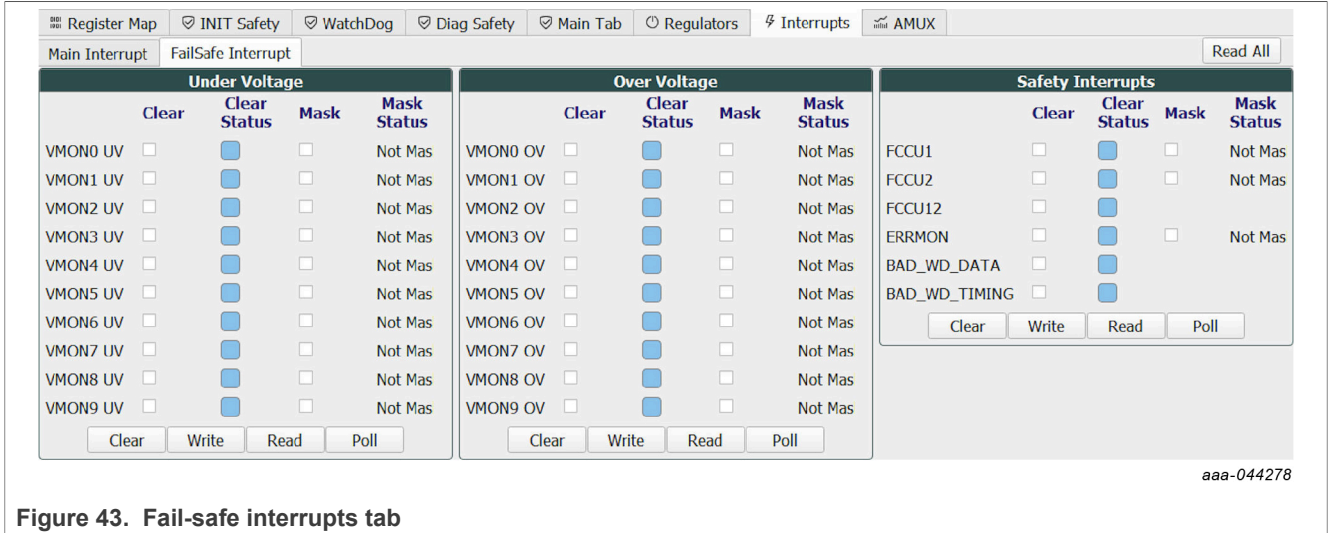 Register Map INIT Safety WatchDog Diag Safety Main Tab Regulators Interrupts AMUX
Main Interrupt FailSafe Interrupt Read All
Under Voltage
Clear Clear Status Mask Mask Status
VMON0 UV Not Mas
VMON1 UV Not Mas
VMON2 UV Not Mas
VMON3 UV Not Mas
VMON4 UV Not Mas
VMON5 UV Not Mas
VMON6 UV Not Mas
VMON7 UV Not Mas
VMON8 UV Not Mas
VMON9 UV Not Mas
Clear Write Read Poll
Over Voltage
Clear Clear Status Mask Mask Status
VMON0 OV Not Mas
VMON1 OV Not Mas
VMON2 OV Not Mas
VMON3 OV Not Mas
VMON4 OV Not Mas
VMON5 OV Not Mas
VMON6 OV Not Mas
VMON7 OV Not Mas
VMON8 OV Not Mas
VMON9 OV Not Mas
Clear Write Read Poll
Safety Interrupts
Clear Clear Status Mask Mask Status
FCCU1 Not Mas
FCCU2 Not Mas
FCCU12
ERRMON Not Mas
BAD_WD_DATA
BAD_WD_TIMING
Clear Write Read Poll
aaa-044278
Figure 43. Fail-safe interrupts tab